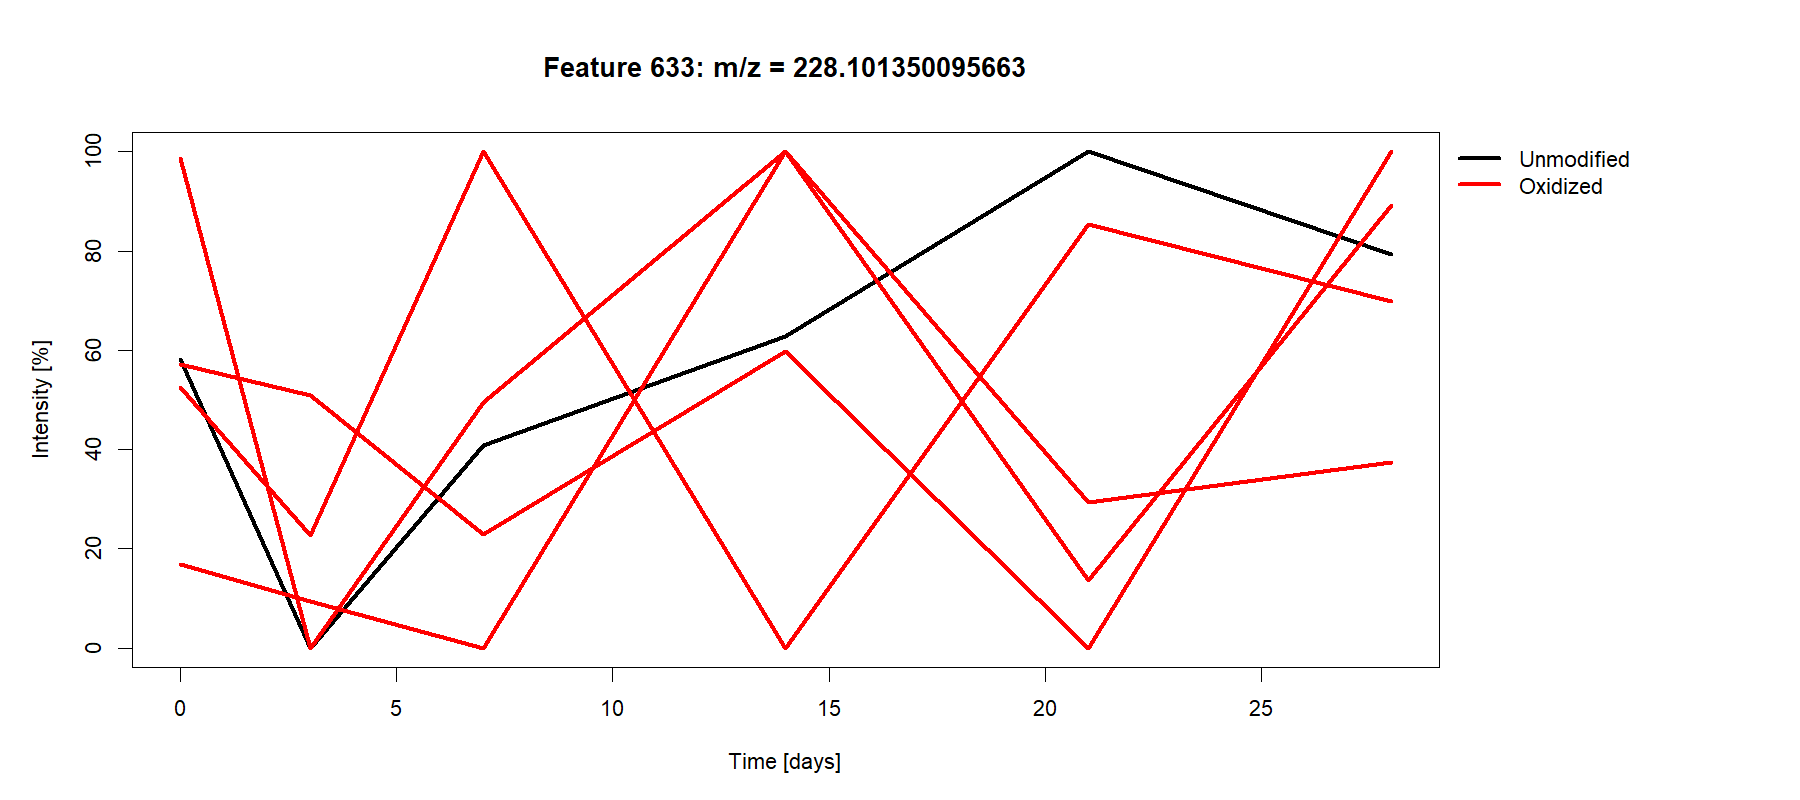 Feature 633: m/z = 228.101350095663
Unmodified
Oxidized
Intensity [%]
100
80
60
40
20
0
0 5 10 15 20 25
Time [days]